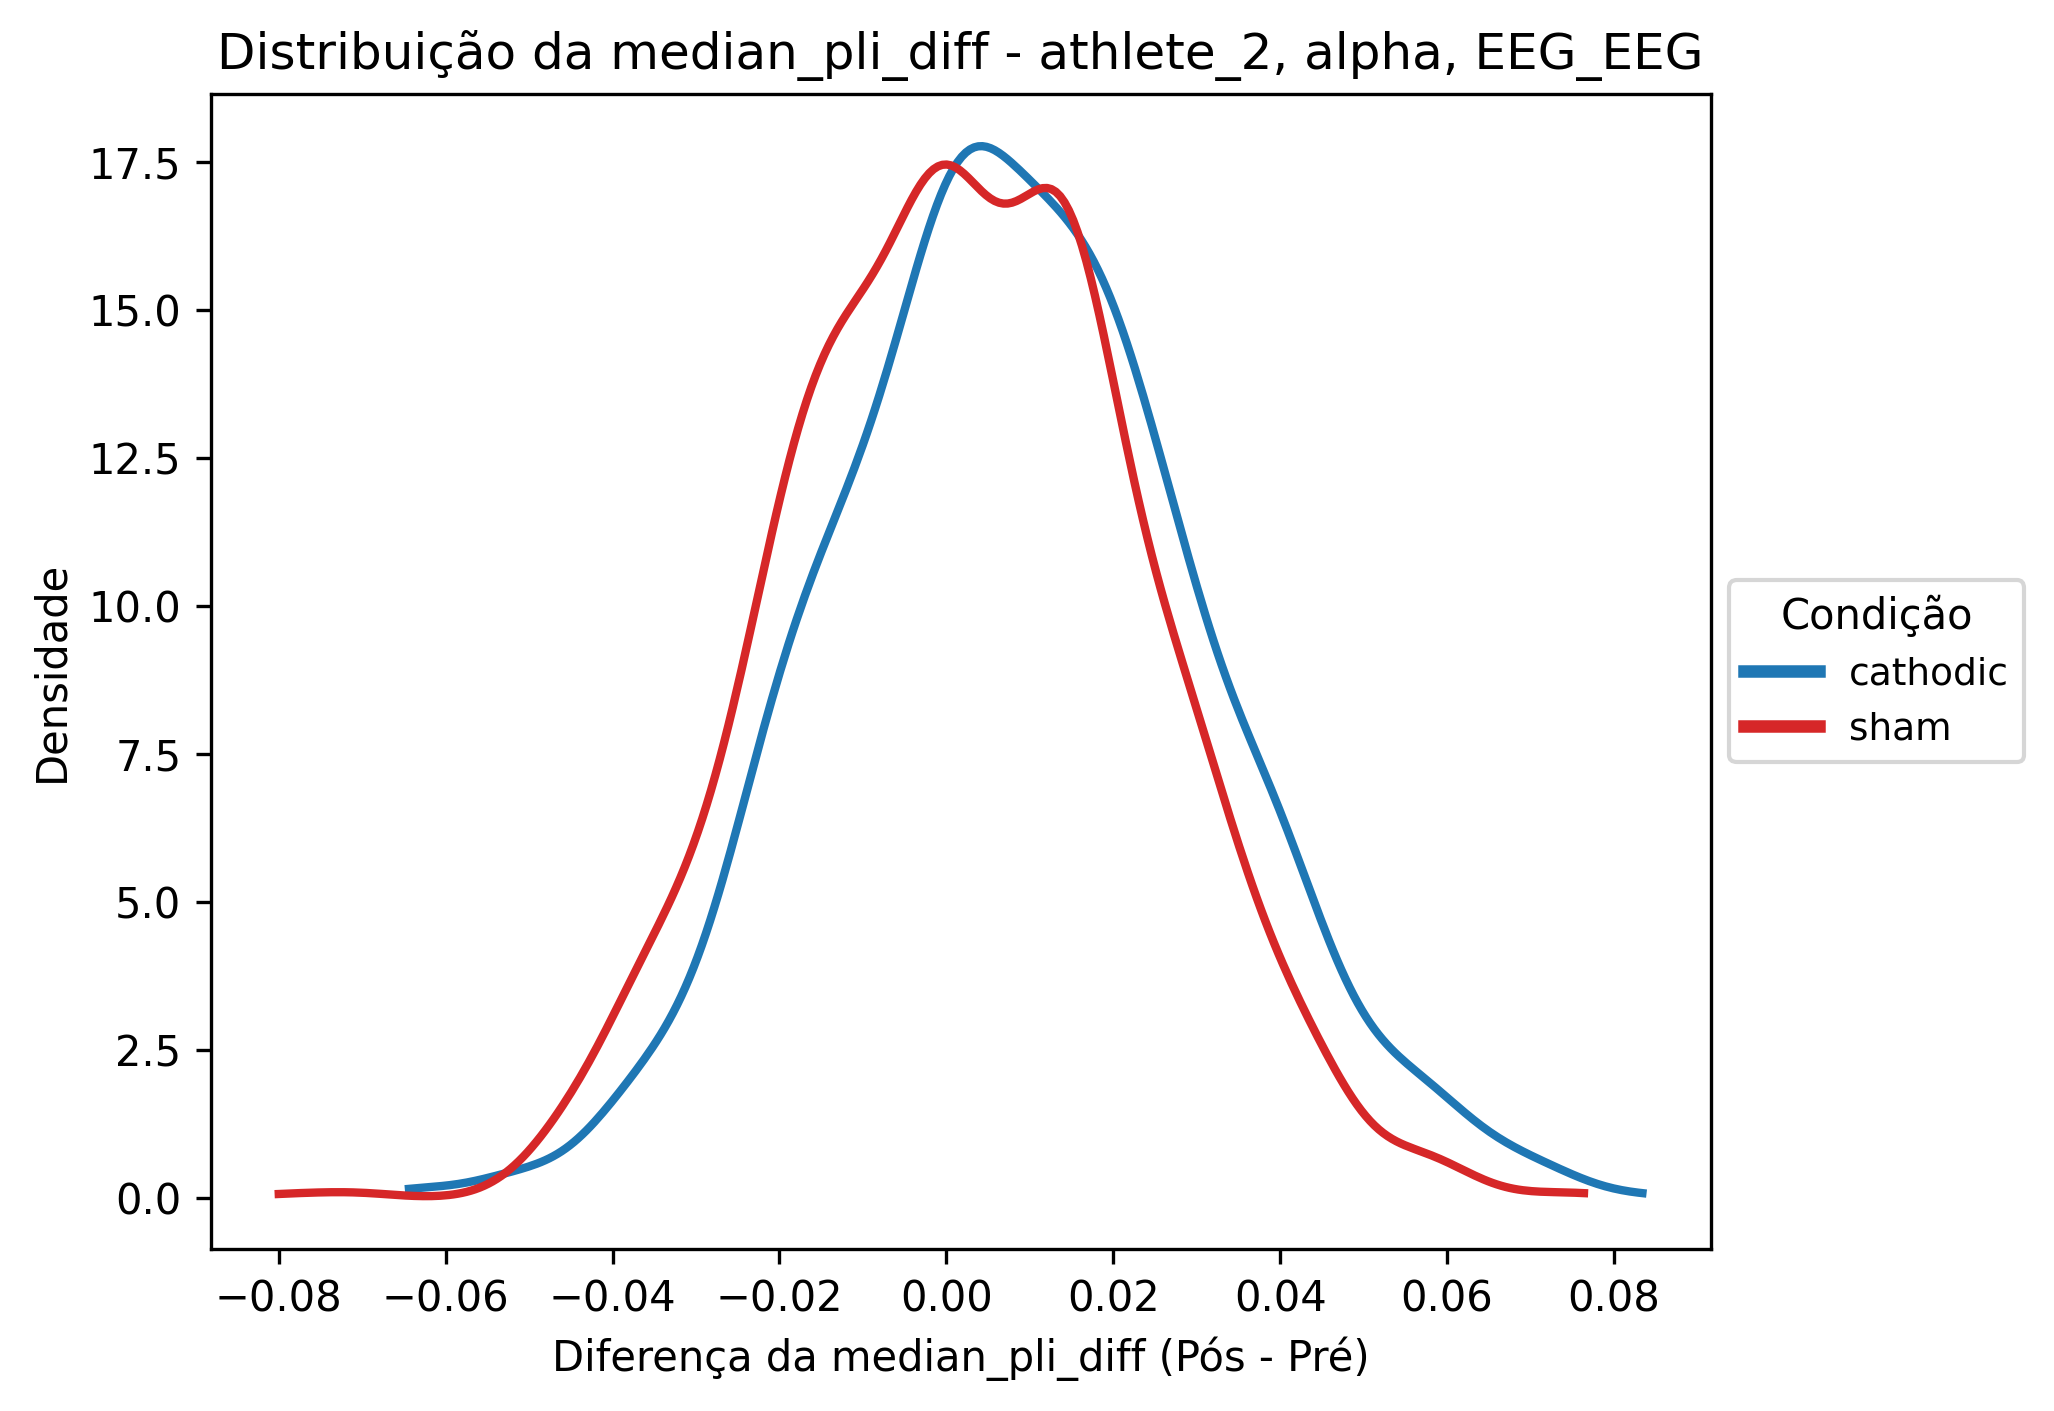 Distribuição da median_pli_diff - athlete_2, alpha, EEG_EEG
17.5
15.0
12.5
10.0
7.5
5.0
2.5
0.0
Densidade
−0.08 −0.06 −0.04 −0.02 0.00 0.02 0.04 0.06 0.08
Diferença da median_pli_diff (Pós - Pré)
Condição
cathodic
sham